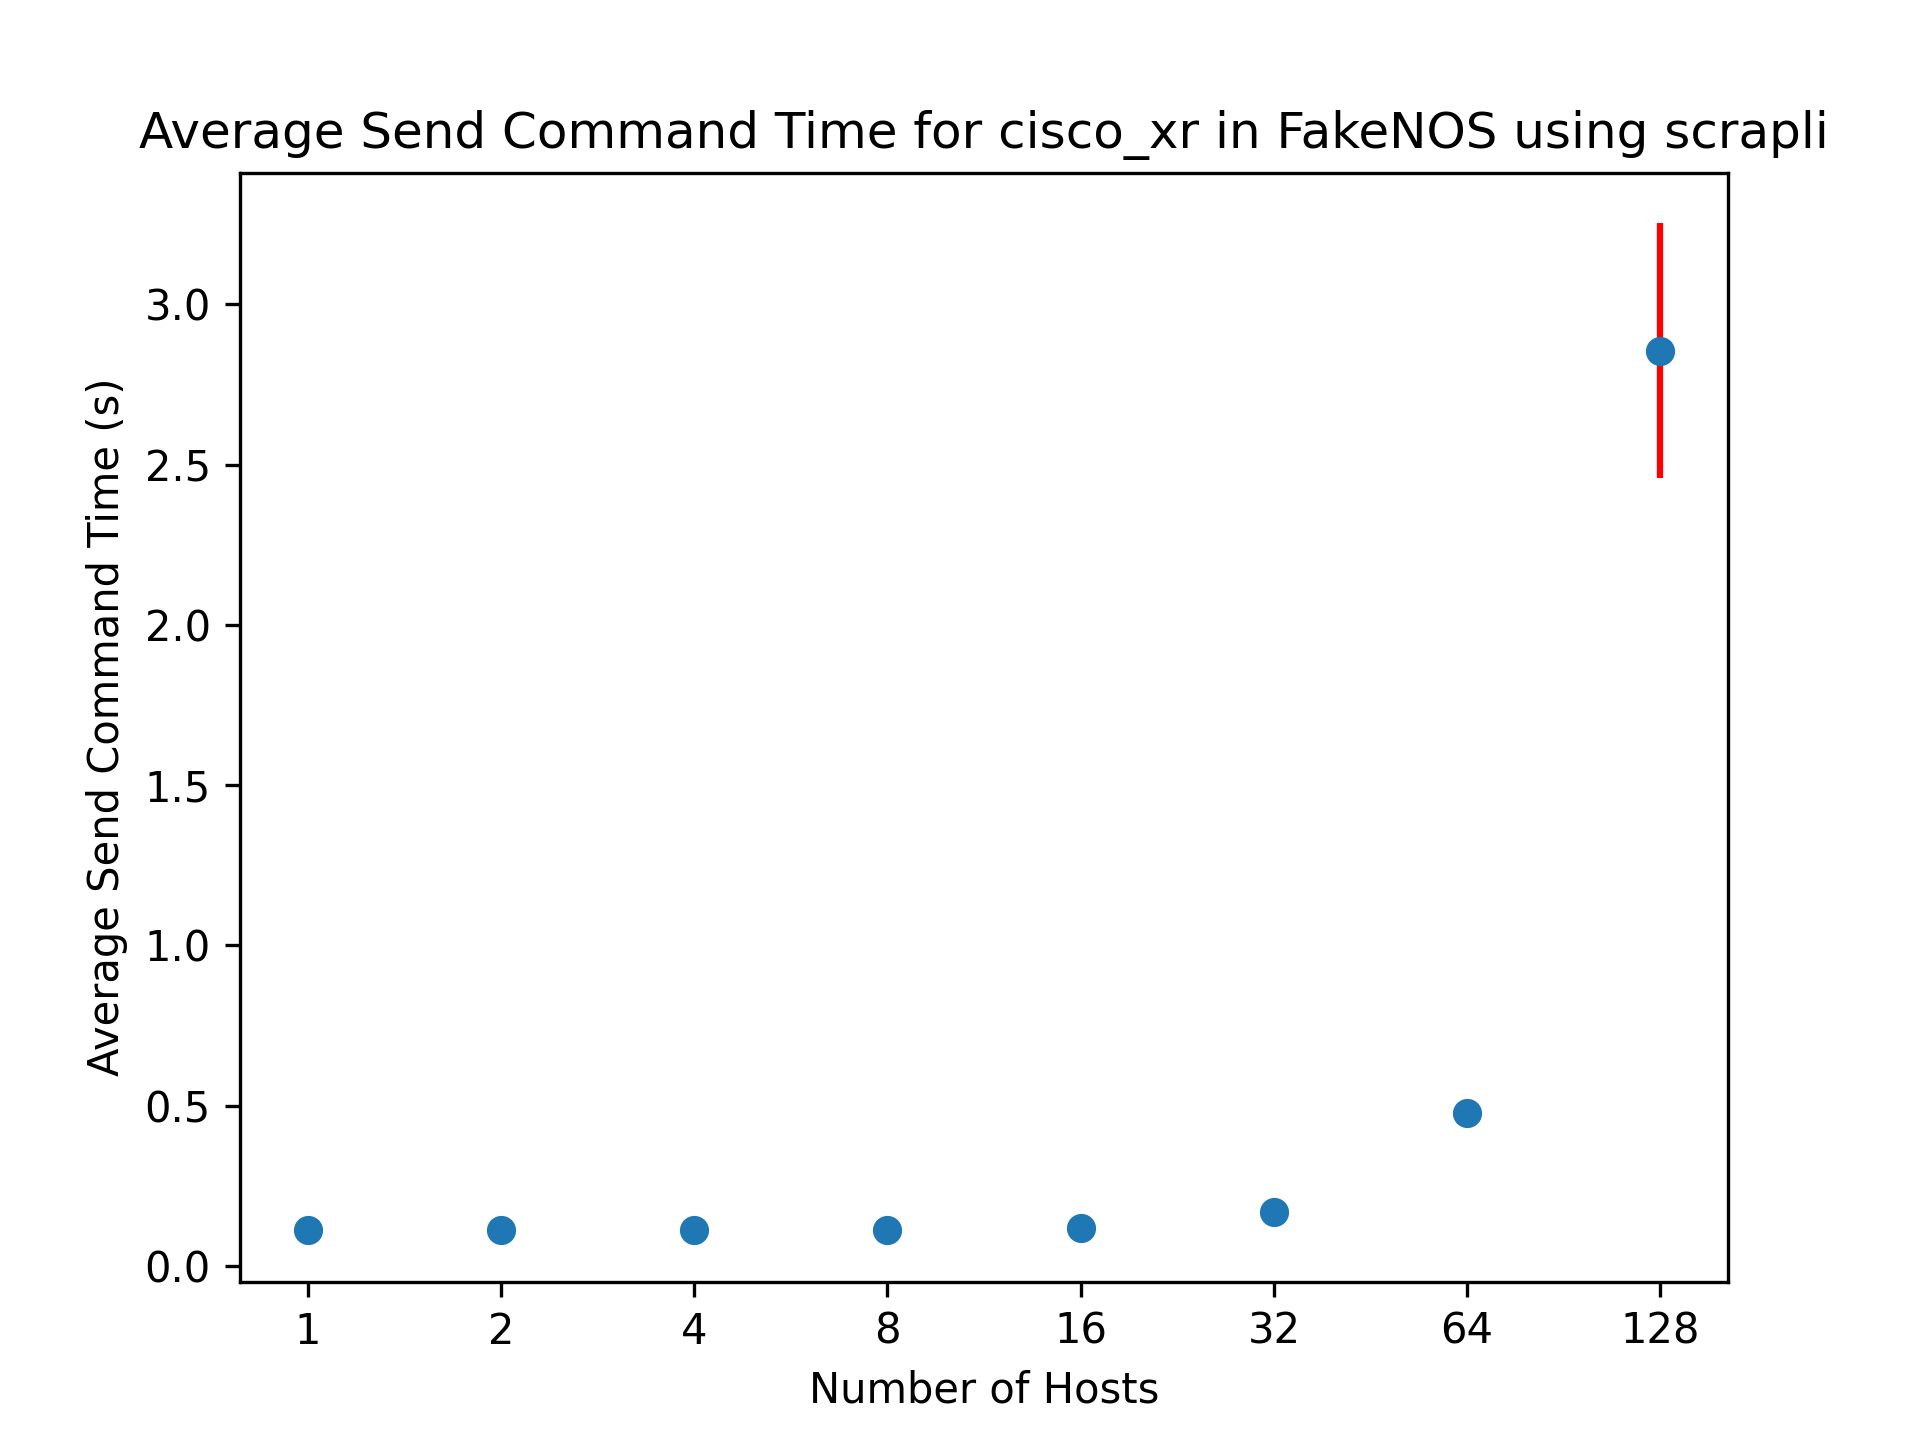 Average Send Command Time for cisco_xr in FakeNOS using scrapli
Average Send Command Time (s)
3.0
2.5
2.0
1.5
1.0
0.5
0.0
1 2 4 8 16 32 64 128
Number of Hosts